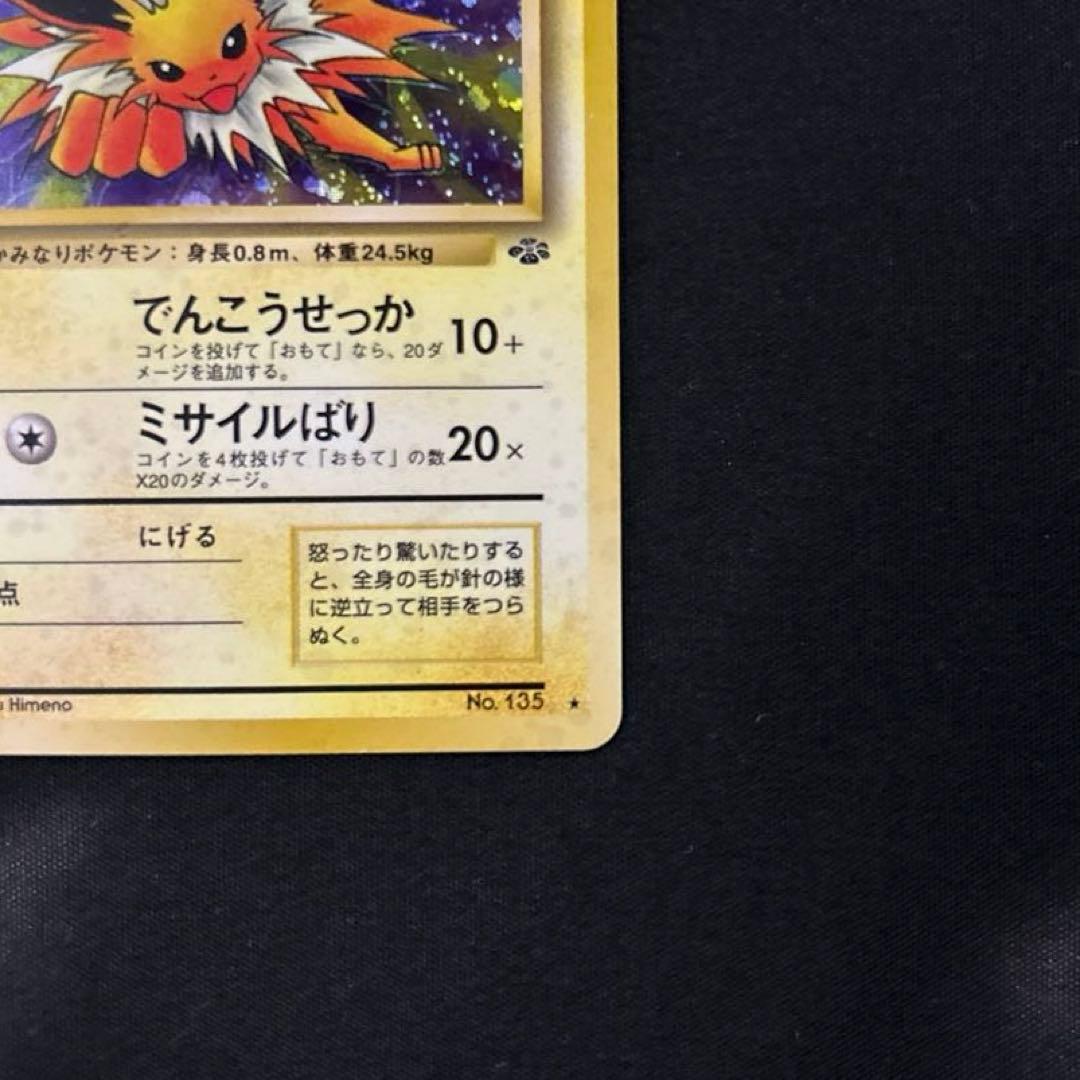 かみなりポケモン：身長0.8m、体重24.5kg
でんこうせっか
10+
コインを投げて「おもて」なら、20ダ
メージを追加する。
ミサイルばり
20×
コインを4枚投げて「おもて」の数
X20のダメージ。
にげる
点
怒ったり驚いたりする
と、全身の毛が針の様
に逆立って相手をつら
ぬく。
Himeno
No. 135 ★